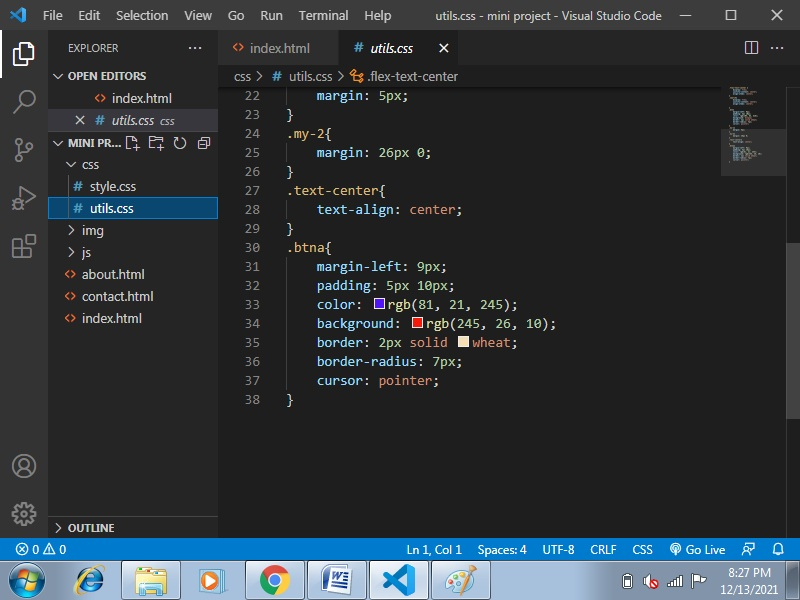 File Edit Selection View Go Run Terminal Help utils.css - mini project - Visual Studio Code
EXPLORER
OPEN EDITORS
index.html
utils.css css
MINI PR...
css
style.css
utils.css
img
js
about.html
contact.html
index.html
OUTLINE
index.html # utils.css
css > # utils.css > .flex-text-center
22 margin: 5px;
23 }
24 .my-2{
25 margin: 26px 0;
26 }
27 .text-center{
28 text-align: center;
29 }
30 .btna{
31 margin-left: 9px;
32 padding: 5px 10px;
33 color: rgb(81, 21, 245);
34 background: rgb(245, 26, 10);
35 border: 2px solid wheat;
36 border-radius: 7px;
37 cursor: pointer;
38 }
0 0 Ln 1, Col 1 Spaces: 4 UTF-8 CRLF CSS Go Live
8:27 PM
12/13/2021